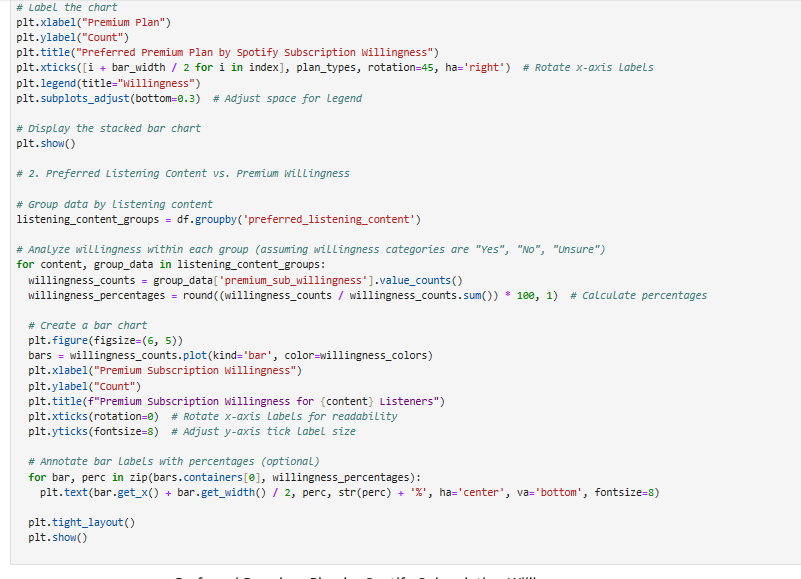 # Label the chart
plt.xlabel("Premium Plan")
plt.ylabel("Count")
plt.title("Preferred Premium Plan by Spotify Subscription Willingness")
plt.xticks([i + bar_width / 2 for i in index], plan_types, rotation=45, ha='right')  # Rotate x-axis labels
plt.legend(title="Willingness")
plt.subplots_adjust(bottom=0.3)  # Adjust space for legend

# Display the stacked bar chart
plt.show()

# 2. Preferred Listening Content vs. Premium Willingness

# Group data by listening content
listening_content_groups = df.groupby('preferred_listening_content')

# Analyze willingness within each group (assuming willingness categories are "Yes", "No", "Unsure")
for content, group_data in listening_content_groups:
  willingness_counts = group_data['premium_sub_willingness'].value_counts()
  willingness_percentages = round((willingness_counts / willingness_counts.sum()) * 100, 1)  # Calculate percentages

  # Create a bar chart
  plt.figure(figsize=(6, 5))
  bars = willingness_counts.plot(kind='bar', color=willingness_colors)
  plt.xlabel("Premium Subscription Willingness")
  plt.ylabel("Count")
  plt.title(f"Premium Subscription Willingness for {content} Listeners")
  plt.xticks(rotation=0)  # Rotate x-axis labels for readability
  plt.yticks(fontsize=8)  # Adjust y-axis tick label size

  # Annotate bar labels with percentages (optional)
  for bar, perc in zip(bars.containers[0], willingness_percentages):
    plt.text(bar.get_x() + bar.get_width() / 2, perc, str(perc) + '%', ha='center', va='bottom', fontsize=8)

  plt.tight_layout()
  plt.show()